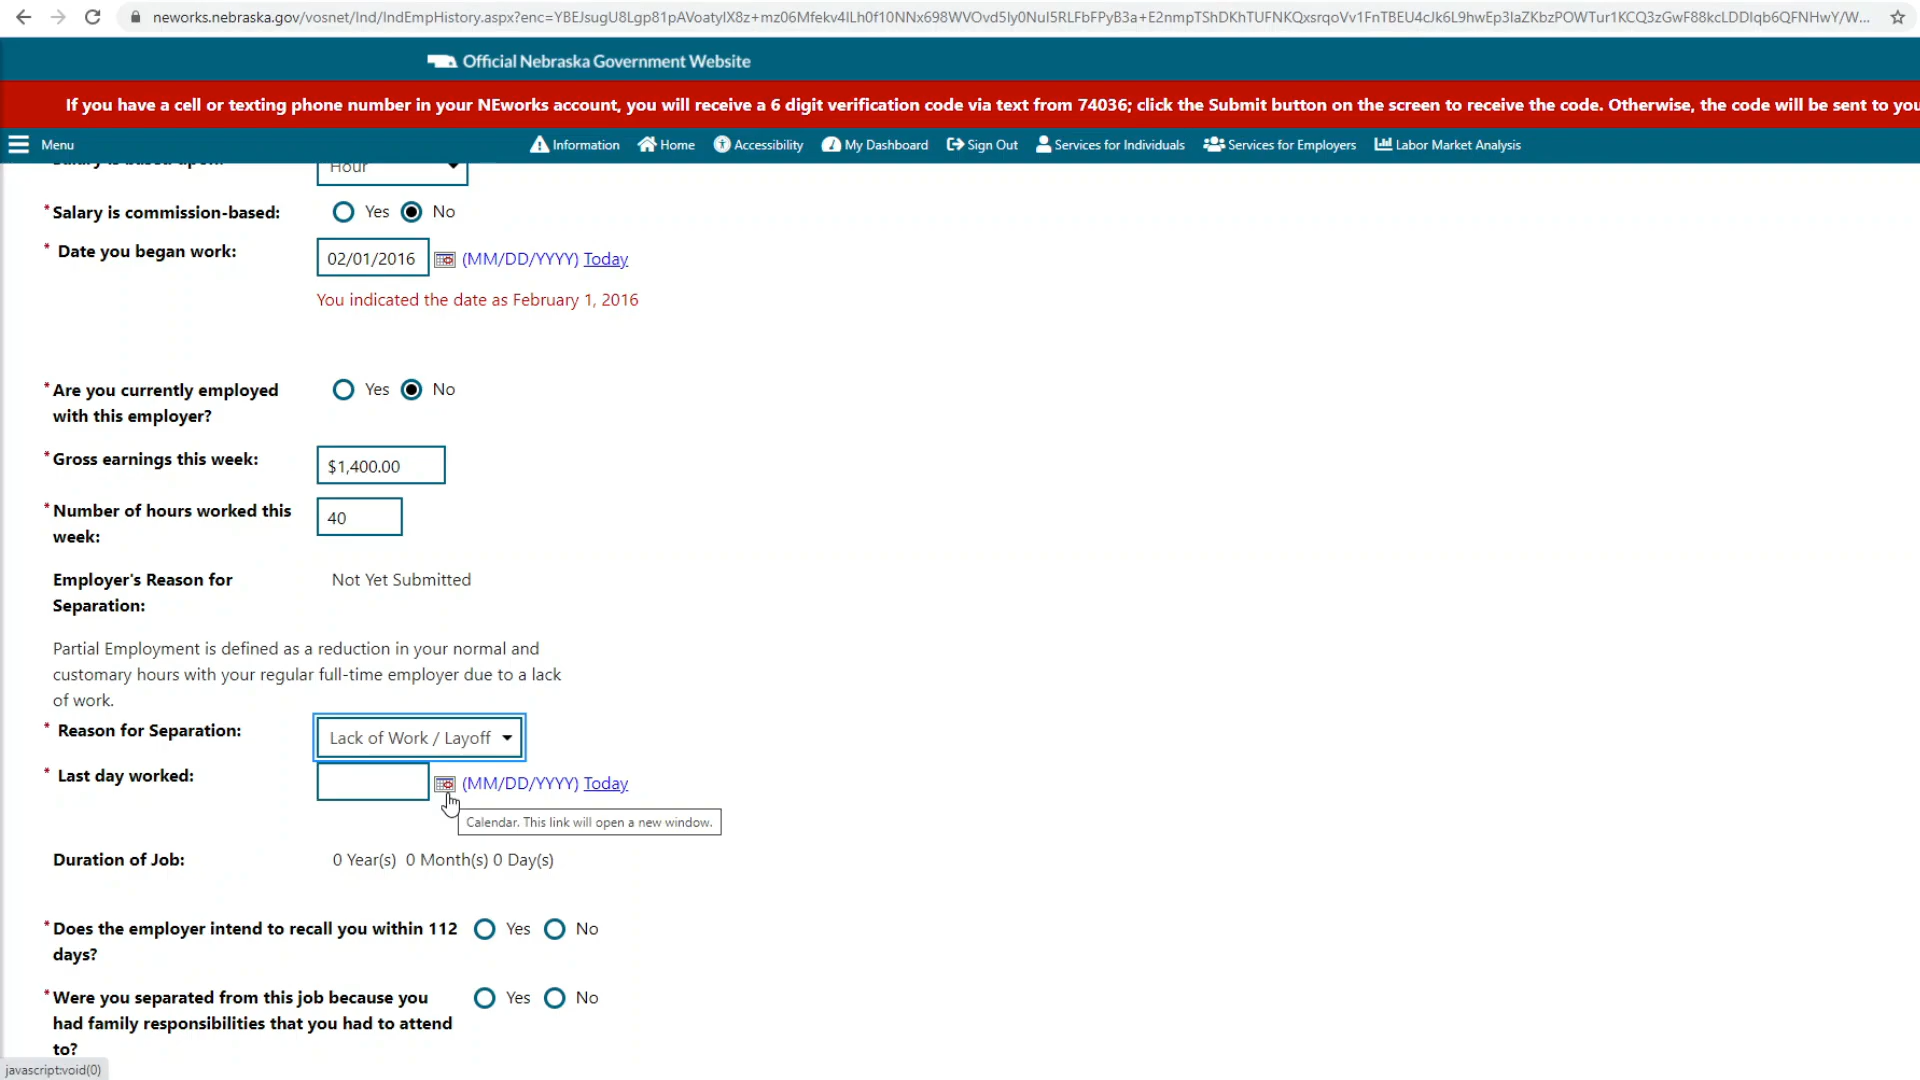 neworks.nebraska.gov/vosnet/Ind/IndEmpHistory.aspx?enc=
Official Nebraska Government Website
If you have a cell or texting phone number in your NEworks account, you will receive a 6 digit verification code via text from 74036; click the Submit button on the screen to receive the code. Otherwise, the code will be sent to you
Menu Information Home Accessibility My Dashboard Sign Out Services for Individuals Services for Employers Labor Market Analysis
Salary is based upon: Hour
* Salary is commission-based: Yes No
* Date you began work: 02/01/2016 (MM/DD/YYYY) Today
You indicated the date as February 1, 2016
* Are you currently employed Yes No
with this employer?
* Gross earnings this week: $1,400.00
* Number of hours worked this 40
week:
Employer's Reason for Not Yet Submitted
Separation:
Partial Employment is defined as a reduction in your normal and
customary hours with your regular full-time employer due to a lack
of work.
* Reason for Separation: Lack of Work / Layoff
* Last day worked: (MM/DD/YYYY) Today
Calendar. This link will open a new window.
Duration of Job: 0 Year(s) 0 Month(s) 0 Day(s)
* Does the employer intend to recall you within 112 Yes No
days?
* Were you separated from this job because you Yes No
had family responsibilities that you had to attend
to?
javascript:void(0)